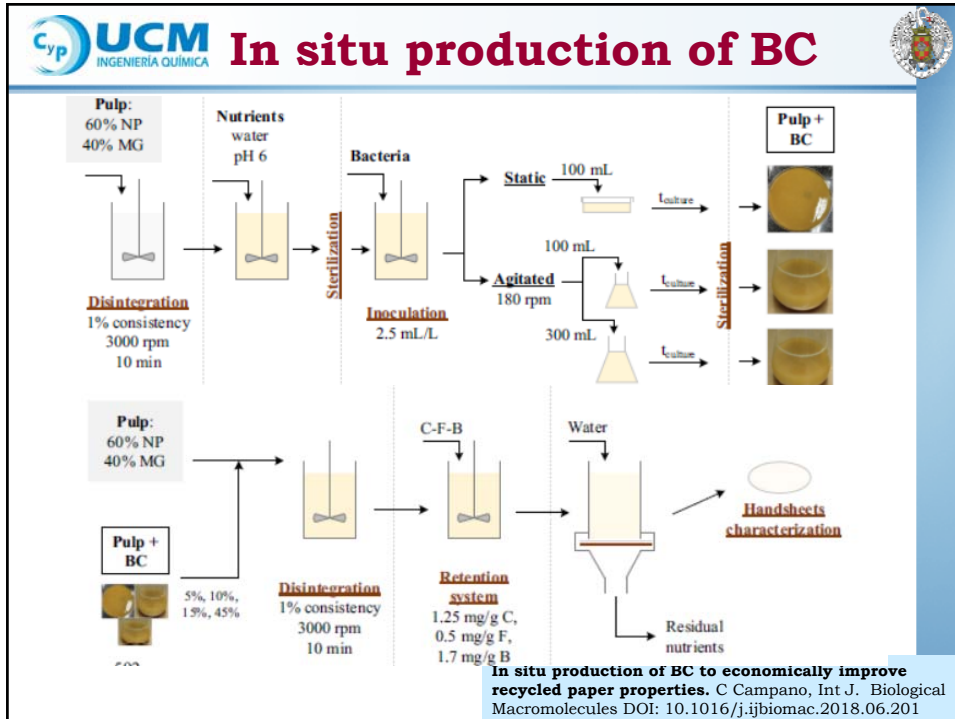 CyP UCM
INGENIERÍA QUÍMICA
In situ production of BC
Pulp:
60% NP
40% MG
Nutrients
water
pH 6
Bacteria
Disintegration
1% consistency
3000 rpm
10 min
Sterilization
Inoculation
2.5 mL/L
Static
100 mL
tculture
Agitated
180 rpm
100 mL
tculture
300 mL
tculture
Sterilization
Pulp +
BC
Pulp:
60% NP
40% MG
Pulp +
BC
5%, 10%,
15%, 45%
Disintegration
1% consistency
3000 rpm
10 min
C-F-B
Retention
system
1.25 mg/g C,
0.5 mg/g F,
1.7 mg/g B
Water
Residual
nutrients
Handsheets
characterization
In situ production of BC to economically improve
recycled paper properties. C Campano, Int J. Biological
Macromolecules DOI: 10.1016/j.ijbiomac.2018.06.201